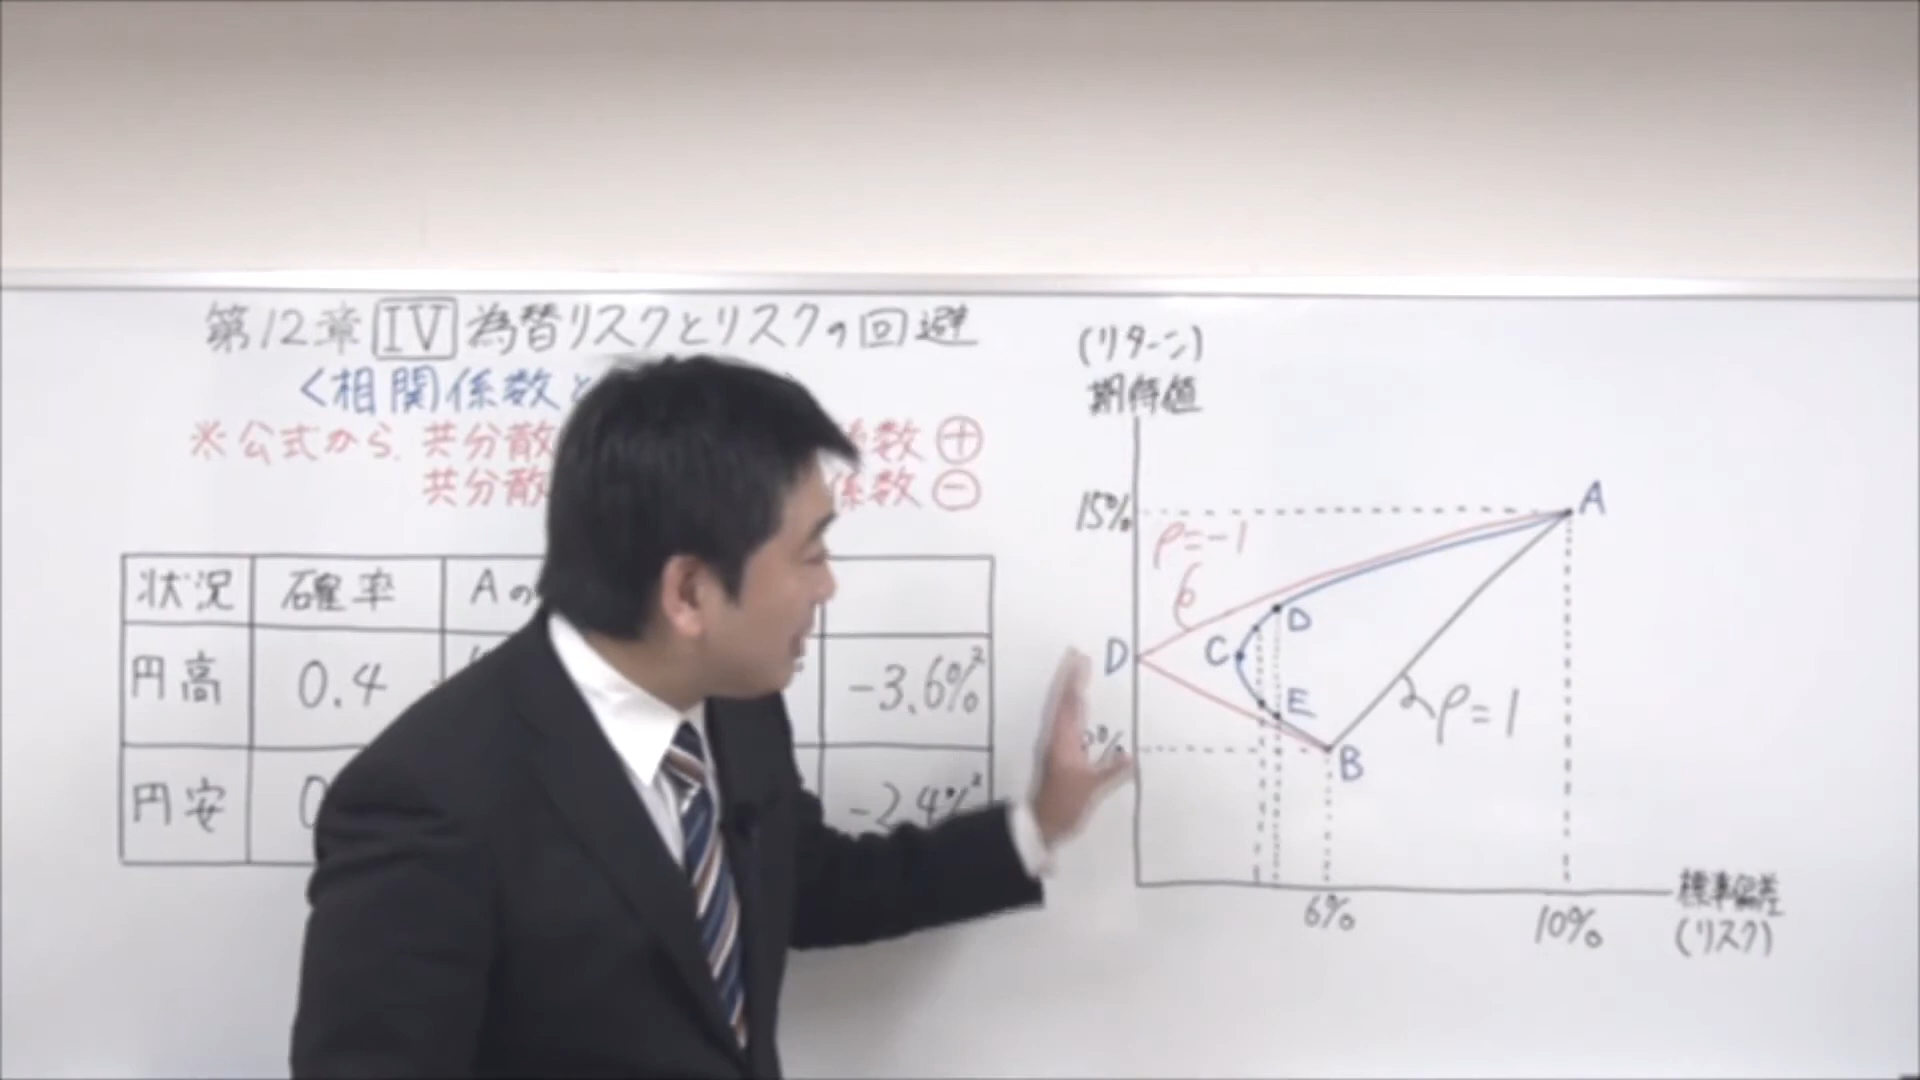 第12章 IV 為替リスクとリスクの回避
<相関係数と
※公式から、共分散 係数 ⊕
共分散 係数 ⊖
状況 確率 Aの
円高 0.4 -3.6%²
円安 0 -2.4%²
(リターン)
期待値
15%
A
ρ=-1
D
C
D
E
ρ=1
B
6%
10%
標準偏差
(リスク)